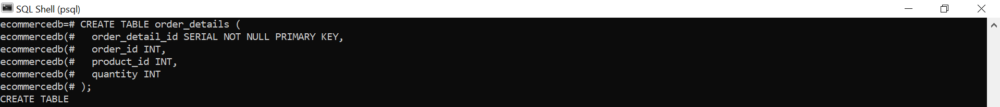 SQL Shell (psql)
ecommercedb=# CREATE TABLE order_details (
ecommercedb(#   order_detail_id SERIAL NOT NULL PRIMARY KEY,
ecommercedb(#   order_id INT,
ecommercedb(#   product_id INT,
ecommercedb(#   quantity INT
ecommercedb(# );
CREATE TABLE